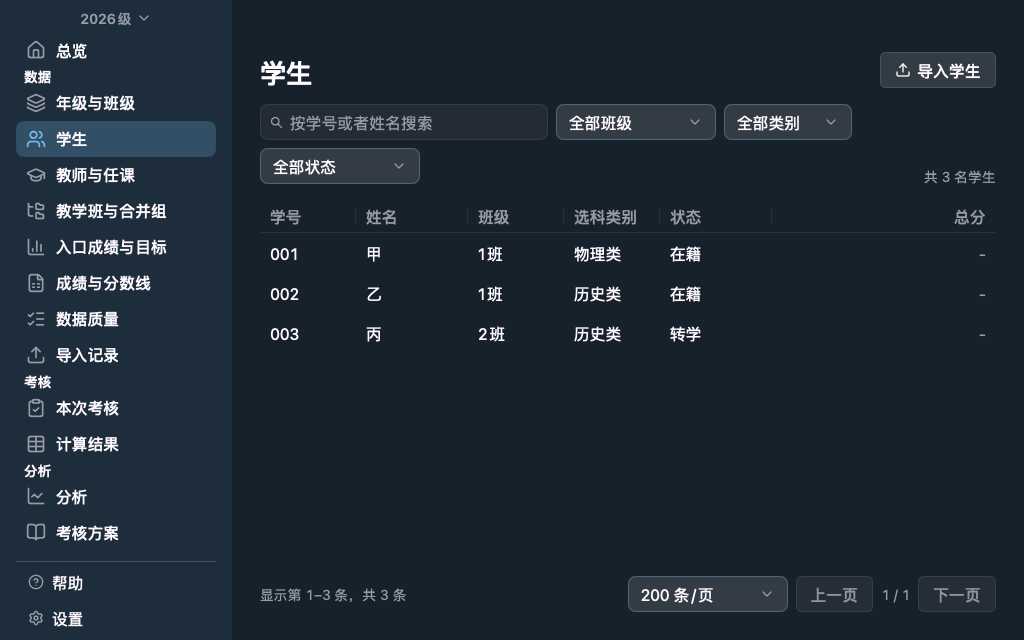 2026级
总览
数据
年级与班级
学生
教师与任课
教学班与合并组
入口成绩与目标
成绩与分数线
数据质量
导入记录
考核
本次考核
计算结果
分析
分析
考核方案
帮助
设置
学生
导入学生
按学号或者姓名搜索
全部班级
全部类别
全部状态
共 3 名学生
学号 姓名 班级 选科类别 状态 总分
001 甲 1班 物理类 在籍 -
002 乙 1班 历史类 在籍 -
003 丙 2班 历史类 转学 -
显示第 1–3 条，共 3 条
200 条/页
上一页
1 / 1
下一页